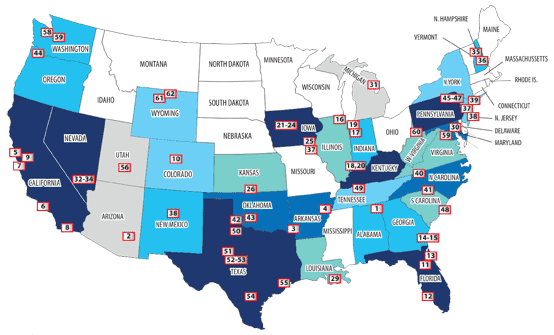 N. HAMPSHIRE
VERMONT
MAINE
58
59
WASHINGTON
44
35
36
MASSACHUSETTS
MONTANA
NORTH DAKOTA
MINNESOTA
OREGON
WISCONSIN
MICHIGAN
N.YORK
RHODE IS.
IDAHO
SOUTH DAKOTA
31
61
62
WYOMING
45-47
39
CONNECTICUT
PENNSYLVANIA
37
38
N. JERSEY
NEBRASKA
21-24
IOWA
16
19
17
OHIO
60
30
DELAWARE
NEVADA
25
37
ILLINOIS
INDIANA
W.VIRGINIA
59
MARYLAND
UTAH
56
10
COLORADO
VIRGINIA
5
9
7
CALIFORNIA
32-34
KANSAS
26
MISSOURI
18,20
KENTUCKY
40
N CAROLINA
49
TENNESSEE
41
6
ARIZONA
38
NEW MEXICO
OKLAHOMA
42
43
50
4
ARKANSAS
3
1
S.CAROLINA
48
8
2
MISSISSIPPI
ALABAMA
GEORGIA
14-15
51
52-53
TEXAS
LOUISIANA
29
13
11
FLORIDA
12
54
55